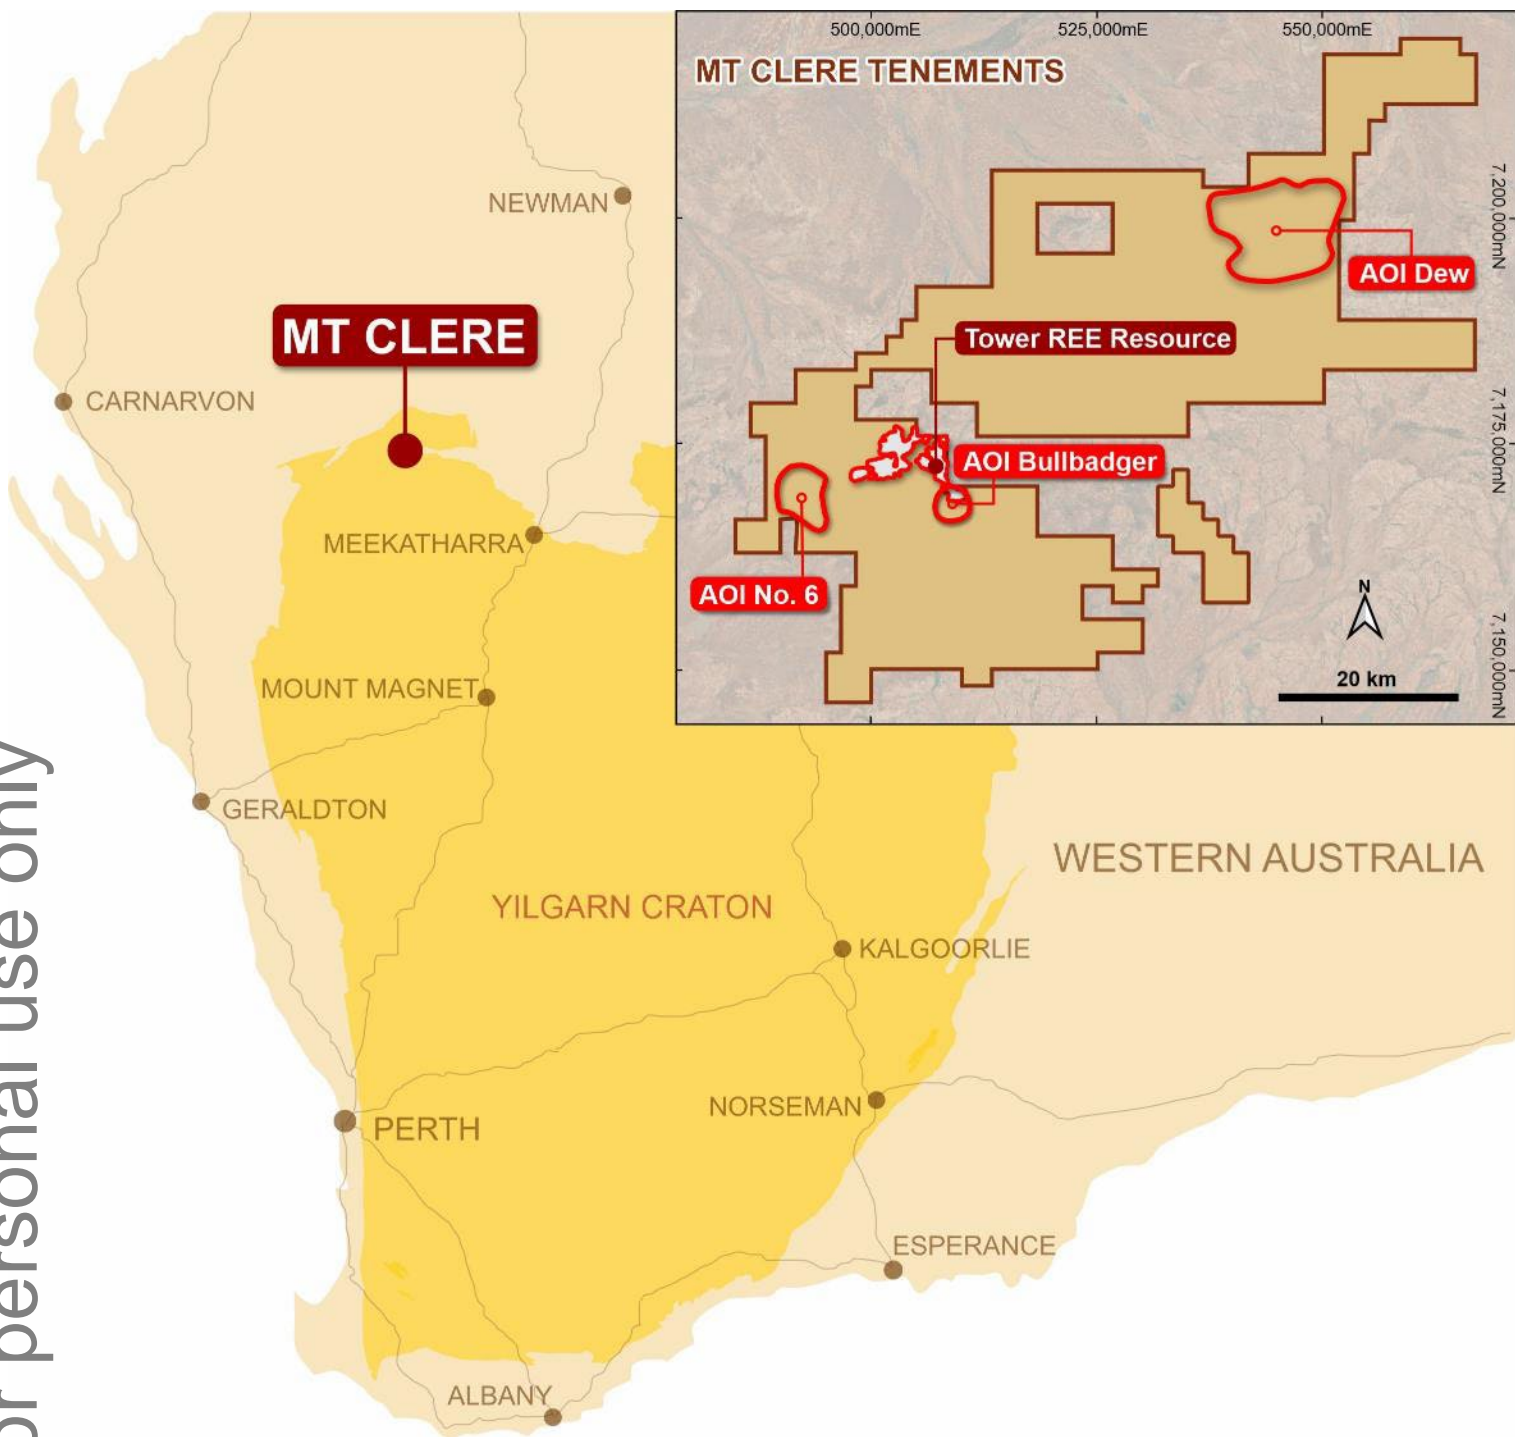 500,000mE
525,000mE
550,000mE
MT CLERE TENEMENTS
7,200,000mN
NEWMAN
AOI Dew
MT CLERE
Tower REE Resource
CARNARVON
7,175,000mN
AOI Bullbadger
MEEKATHARRA
AOI No. 6
N
7,150,000mN
20 km
MOUNT MAGNET
GERALDTON
WESTERN AUSTRALIA
YILGARN CRATON
KALGOORLIE
NORSEMAN
PERTH
ESPERANCE
ALBANY
or personal use only